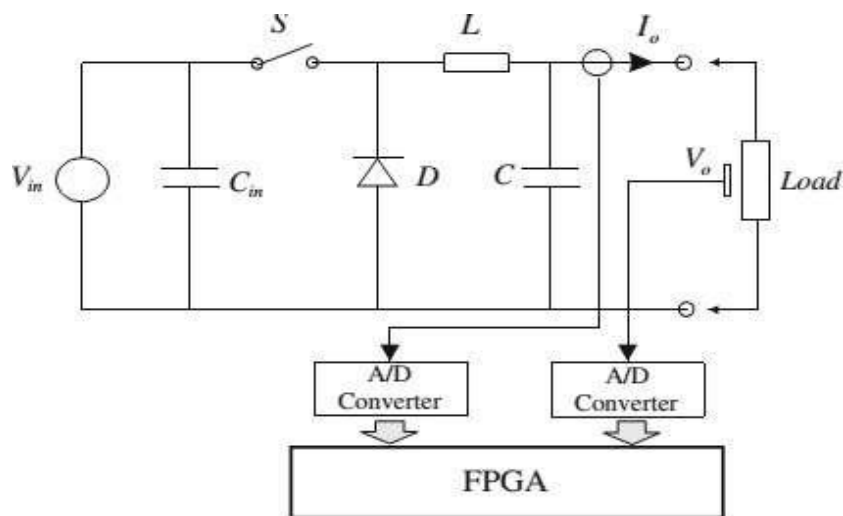 S
L
I_o
V_in
C_in
D
C
V_o
Load
A/D
Converter
A/D
Converter
FPGA